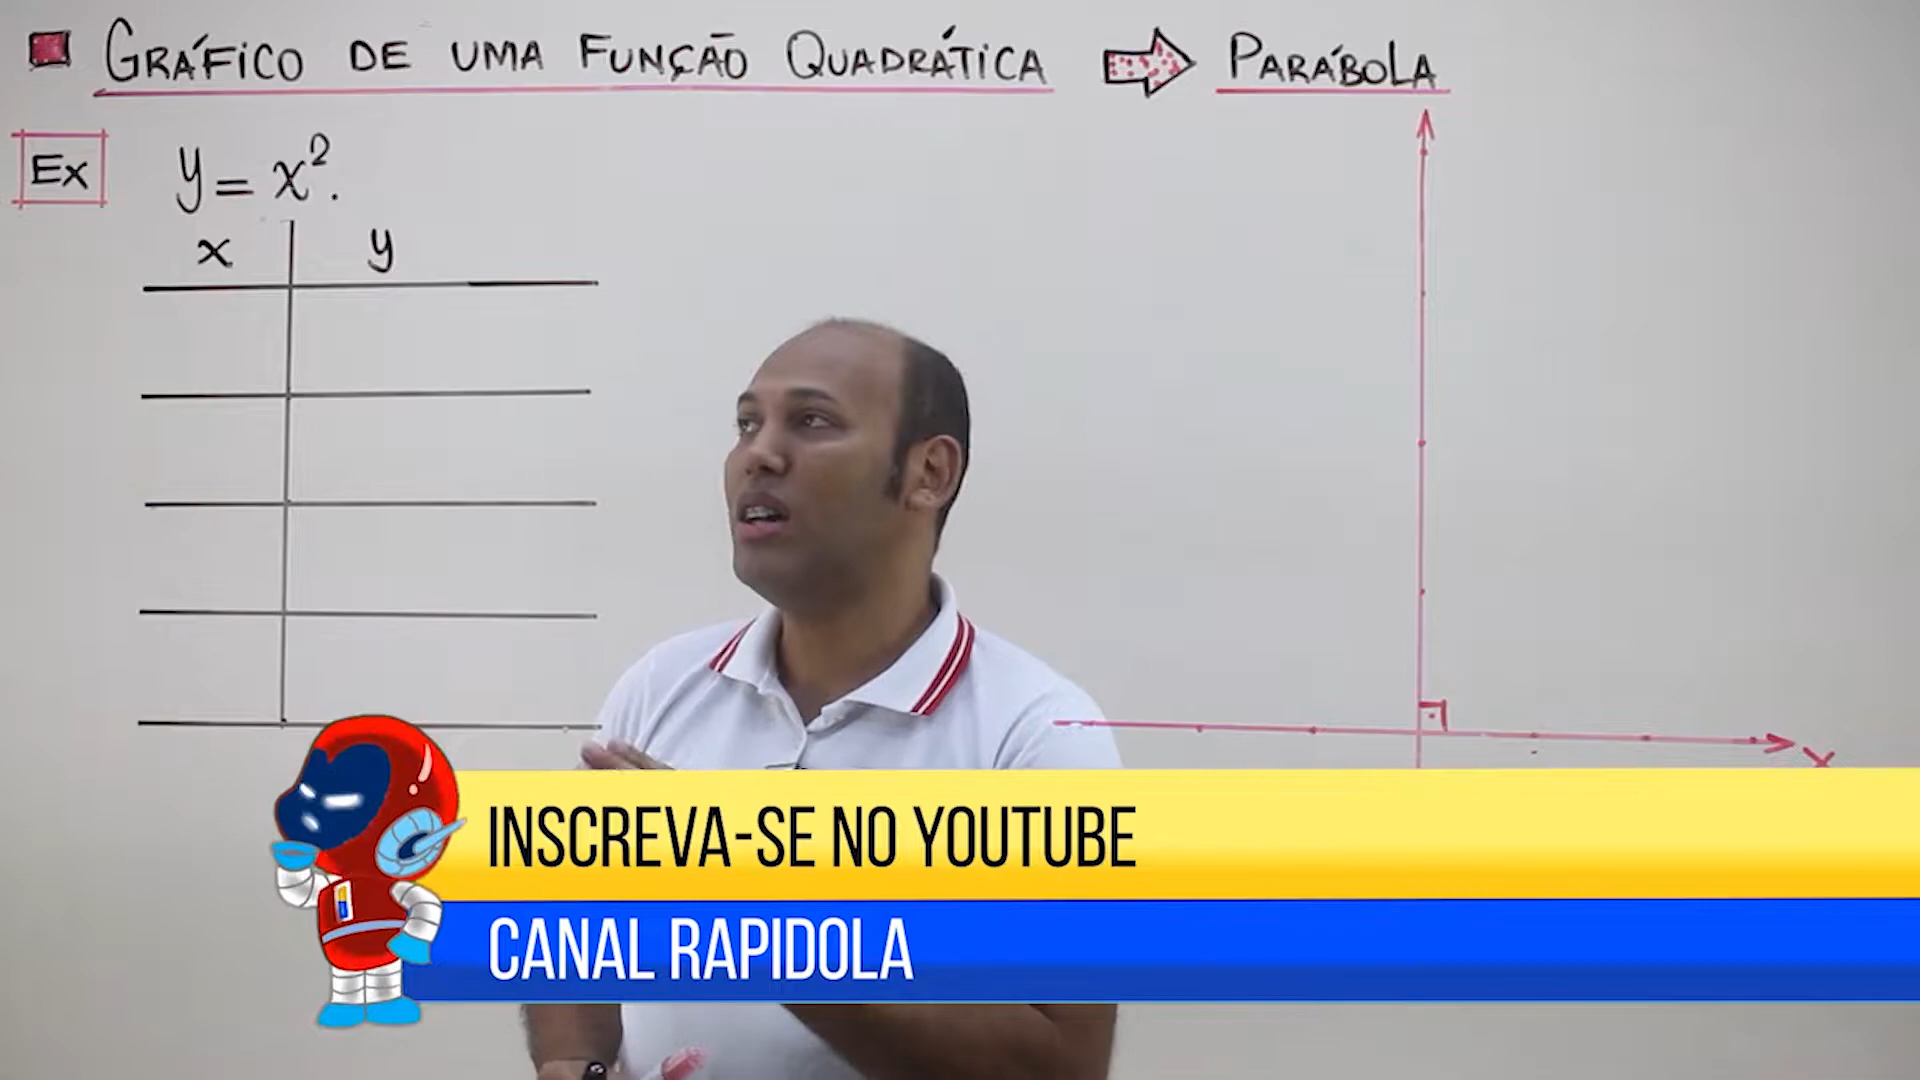 GRÁFICO DE UMA FUNÇÃO QUADRÁTICA ⇨ PARÁBOLA
Ex y = x².
x y
x
INSCREVA-SE NO YOUTUBE
CANAL RAPIDOLA